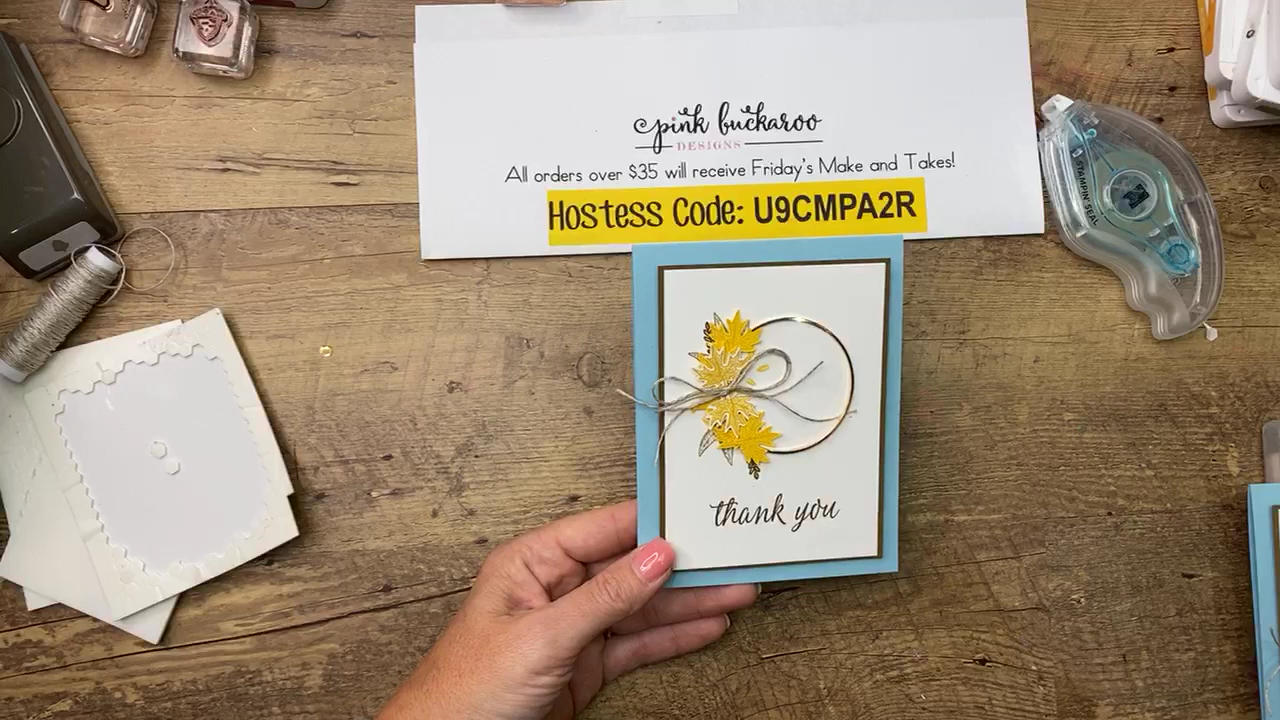 pink buckaroo
DESIGNS
All orders over $35 will receive Friday's Make and Takes!
Hostess Code: U9CMPA2R
STAMPIN' SEAL
thank you